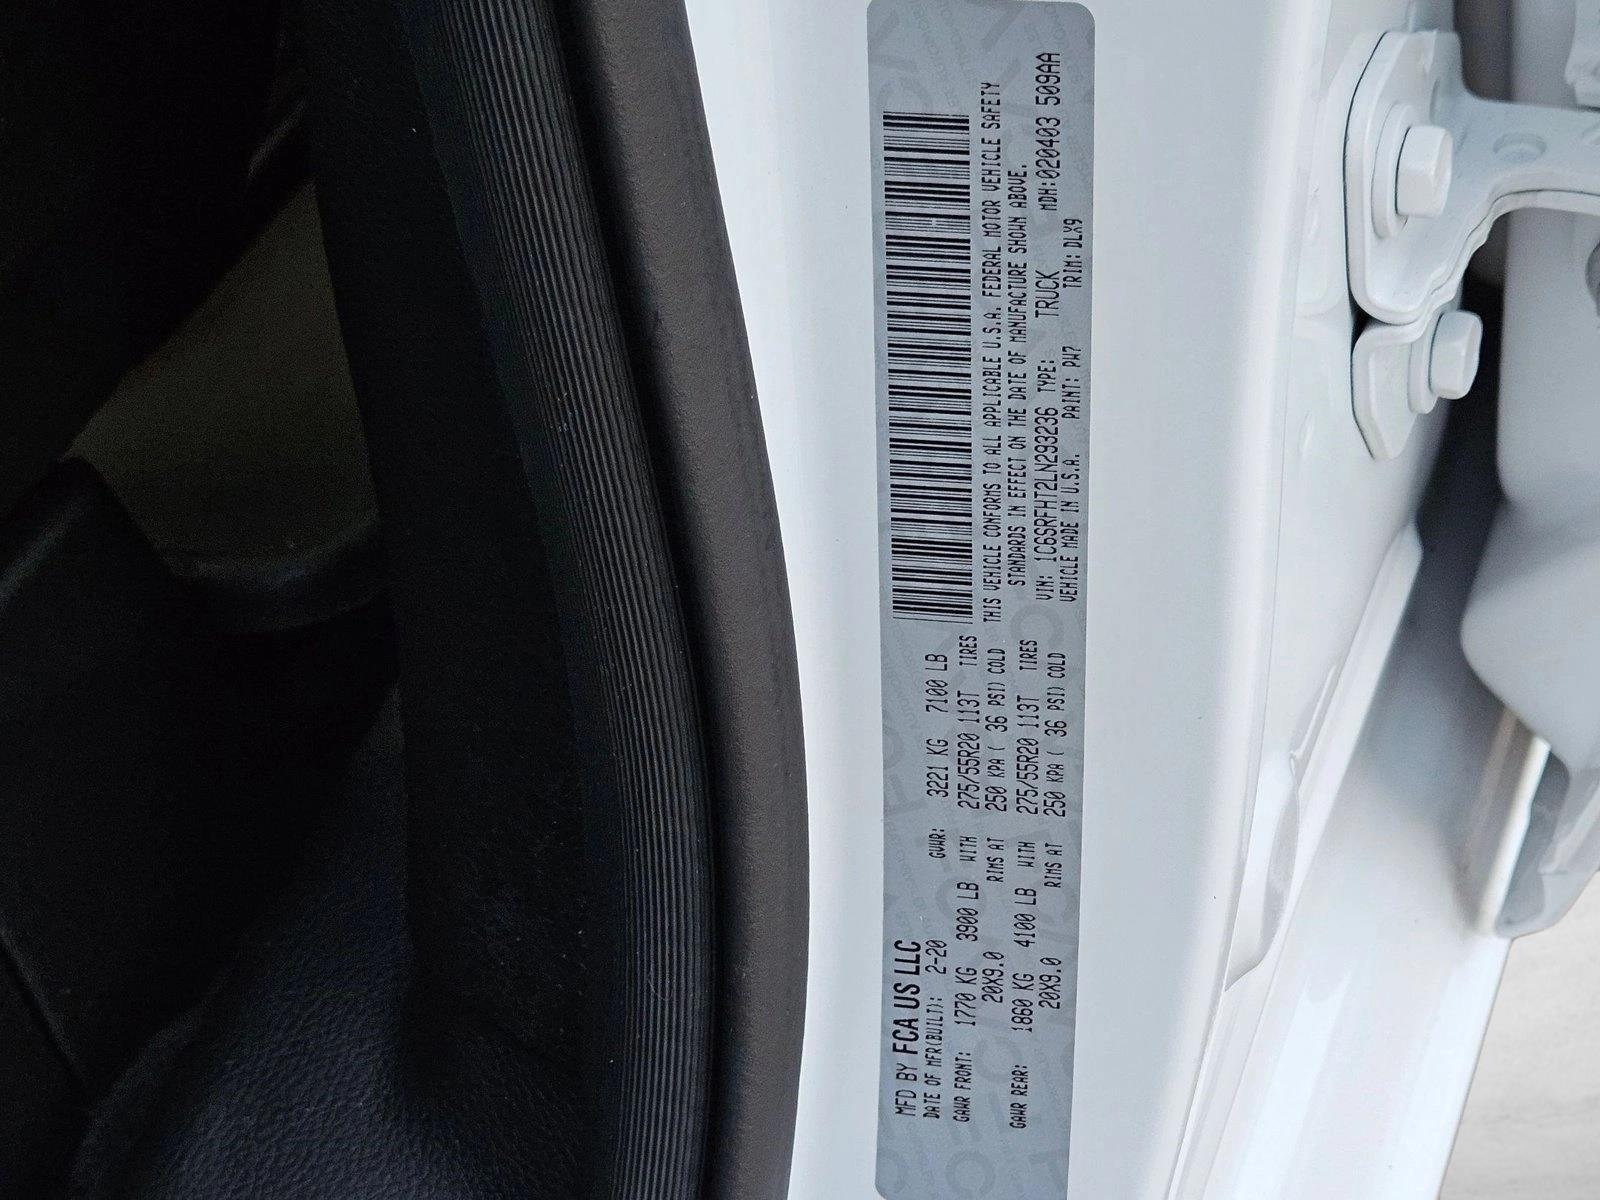 MFD BY FCA US LLC
DATE OF MFR(BUILT): 2-20 GVWR: 3221 KG 7100 LB
GAWR FRONT: 1770 KG 3900 LB WITH 275/55R20 113T TIRES
20X9.0 RIMS AT 250 KPA ( 36 PSI) COLD
GAWR REAR: 1860 KG 4100 LB WITH 275/55R20 113T TIRES
20X9.0 RIMS AT 250 KPA ( 36 PSI) COLD
THIS VEHICLE CONFORMS TO ALL APPLICABLE U.S.A. FEDERAL MOTOR VEHICLE SAFETY
STANDARDS IN EFFECT ON THE DATE OF MANUFACTURE SHOWN ABOVE.
VIN: 1C6SRFHT2LN293236 TYPE: TRUCK MDH:020403 509AA
VEHICLE MADE IN U.S.A. PAINT: PW7 TRIM: DLX9